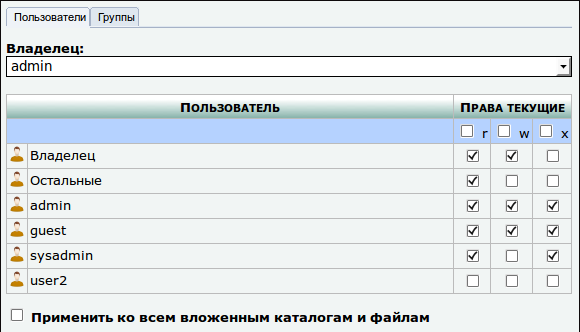 Пользователи Группы
Владелец:
admin
Пользователь Права текущие
r w x
Владелец
Остальные
admin
guest
sysadmin
user2
Применить ко всем вложенным каталогам и файлам